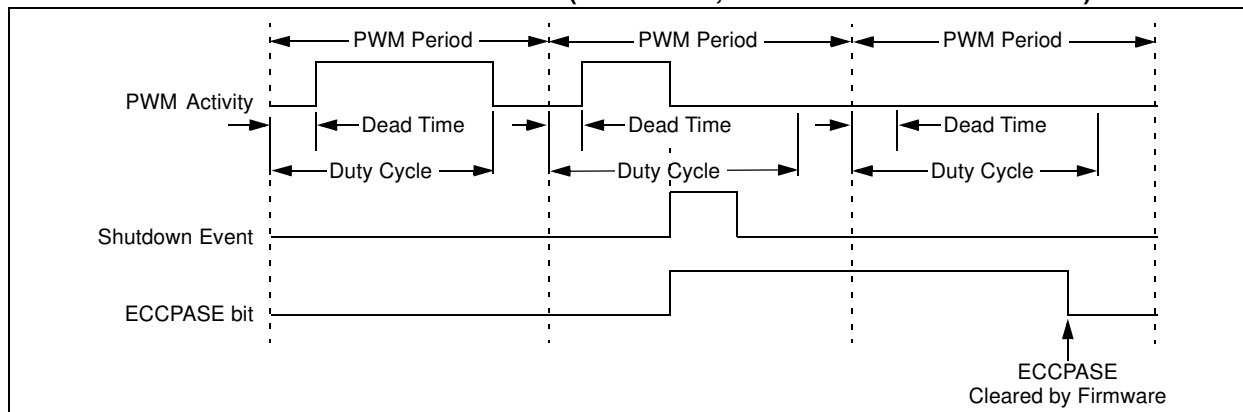 PWM Period PWM Period PWM Period
PWM Activity
Dead Time Dead Time Dead Time
Duty Cycle Duty Cycle Duty Cycle
Shutdown Event
ECCPASE bit
ECCPASE
Cleared by Firmware